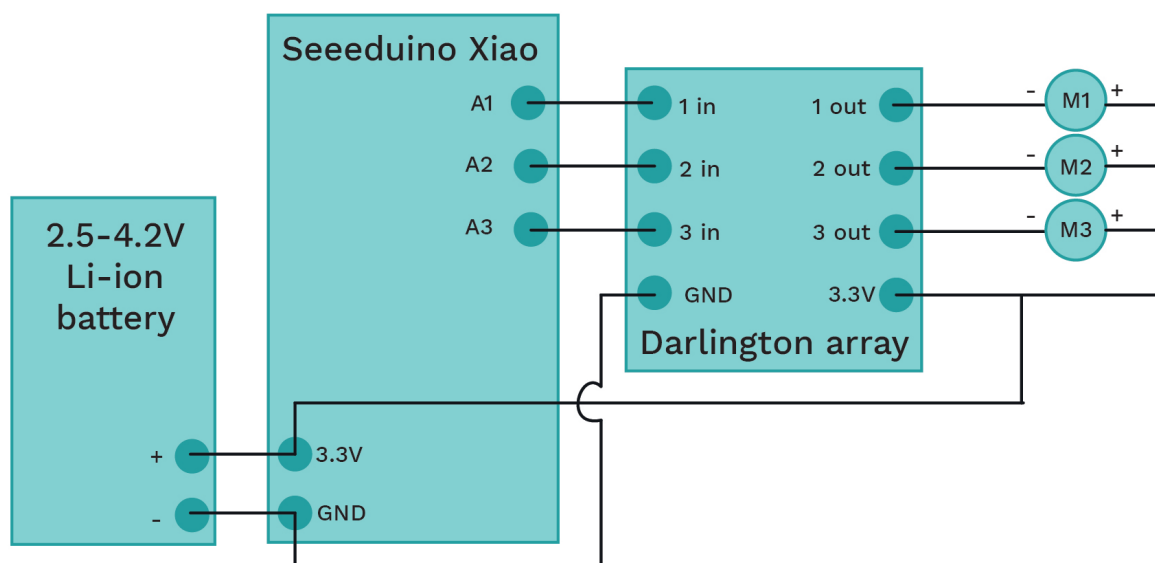 Seeeduino Xiao
A1
A2
A3
1 in
2 in
3 in
GND
1 out
2 out
3 out
3.3V
Darlington array
- M1 +
- M2 +
- M3 +
2.5-4.2V
Li-ion
battery
+
-
3.3V
GND